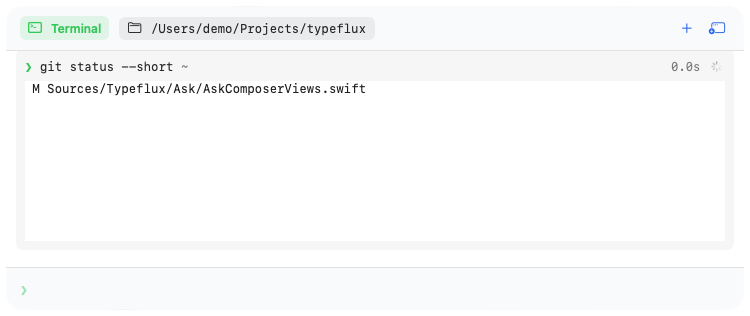 Terminal /Users/demo/Projects/typeflux +
❯ git status --short ~ 0.0s
M Sources/Typeflux/Ask/AskComposerViews.swift
❯